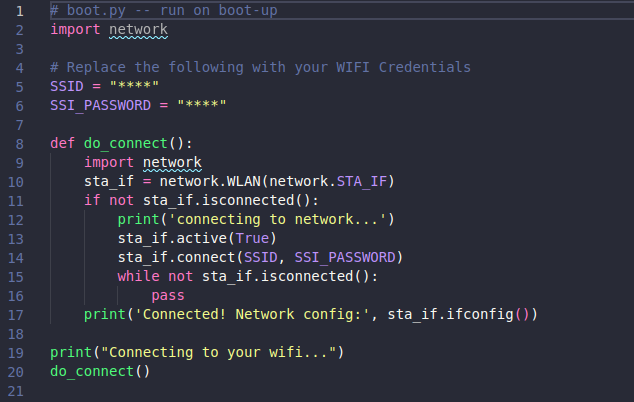 1 # boot.py -- run on boot-up
2 import network
3
4 # Replace the following with your WIFI Credentials
5 SSID = "****"
6 SSI_PASSWORD = "****"
7
8 def do_connect():
9     import network
10     sta_if = network.WLAN(network.STA_IF)
11     if not sta_if.isconnected():
12         print('connecting to network...')
13         sta_if.active(True)
14         sta_if.connect(SSID, SSI_PASSWORD)
15         while not sta_if.isconnected():
16             pass
17     print('Connected! Network config:', sta_if.ifconfig())
18
19 print("Connecting to your wifi...")
20 do_connect()
21